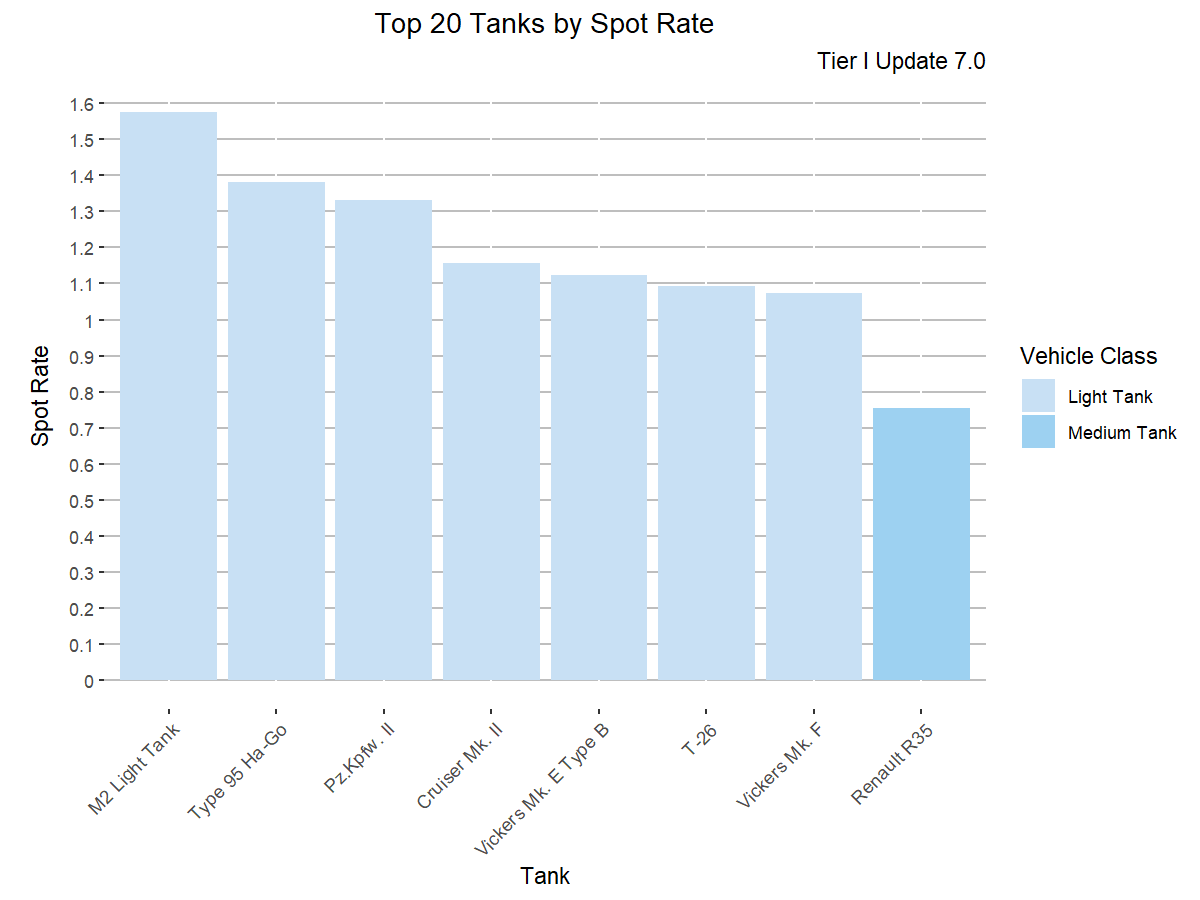 Top 20 Tanks by Spot Rate
Tier I Update 7.0
1.6
1.5
1.4
1.3
1.2
1.1
1
0.9
0.8
0.7
0.6
0.5
0.4
0.3
0.2
0.1
0
Spot Rate
M2 Light Tank
Type 95 Ha-Go
Pz.Kpfw. II
Cruiser Mk. II
Vickers Mk. E Type B
T-26
Vickers Mk. F
Renault R35
Tank
Vehicle Class
Light Tank
Medium Tank